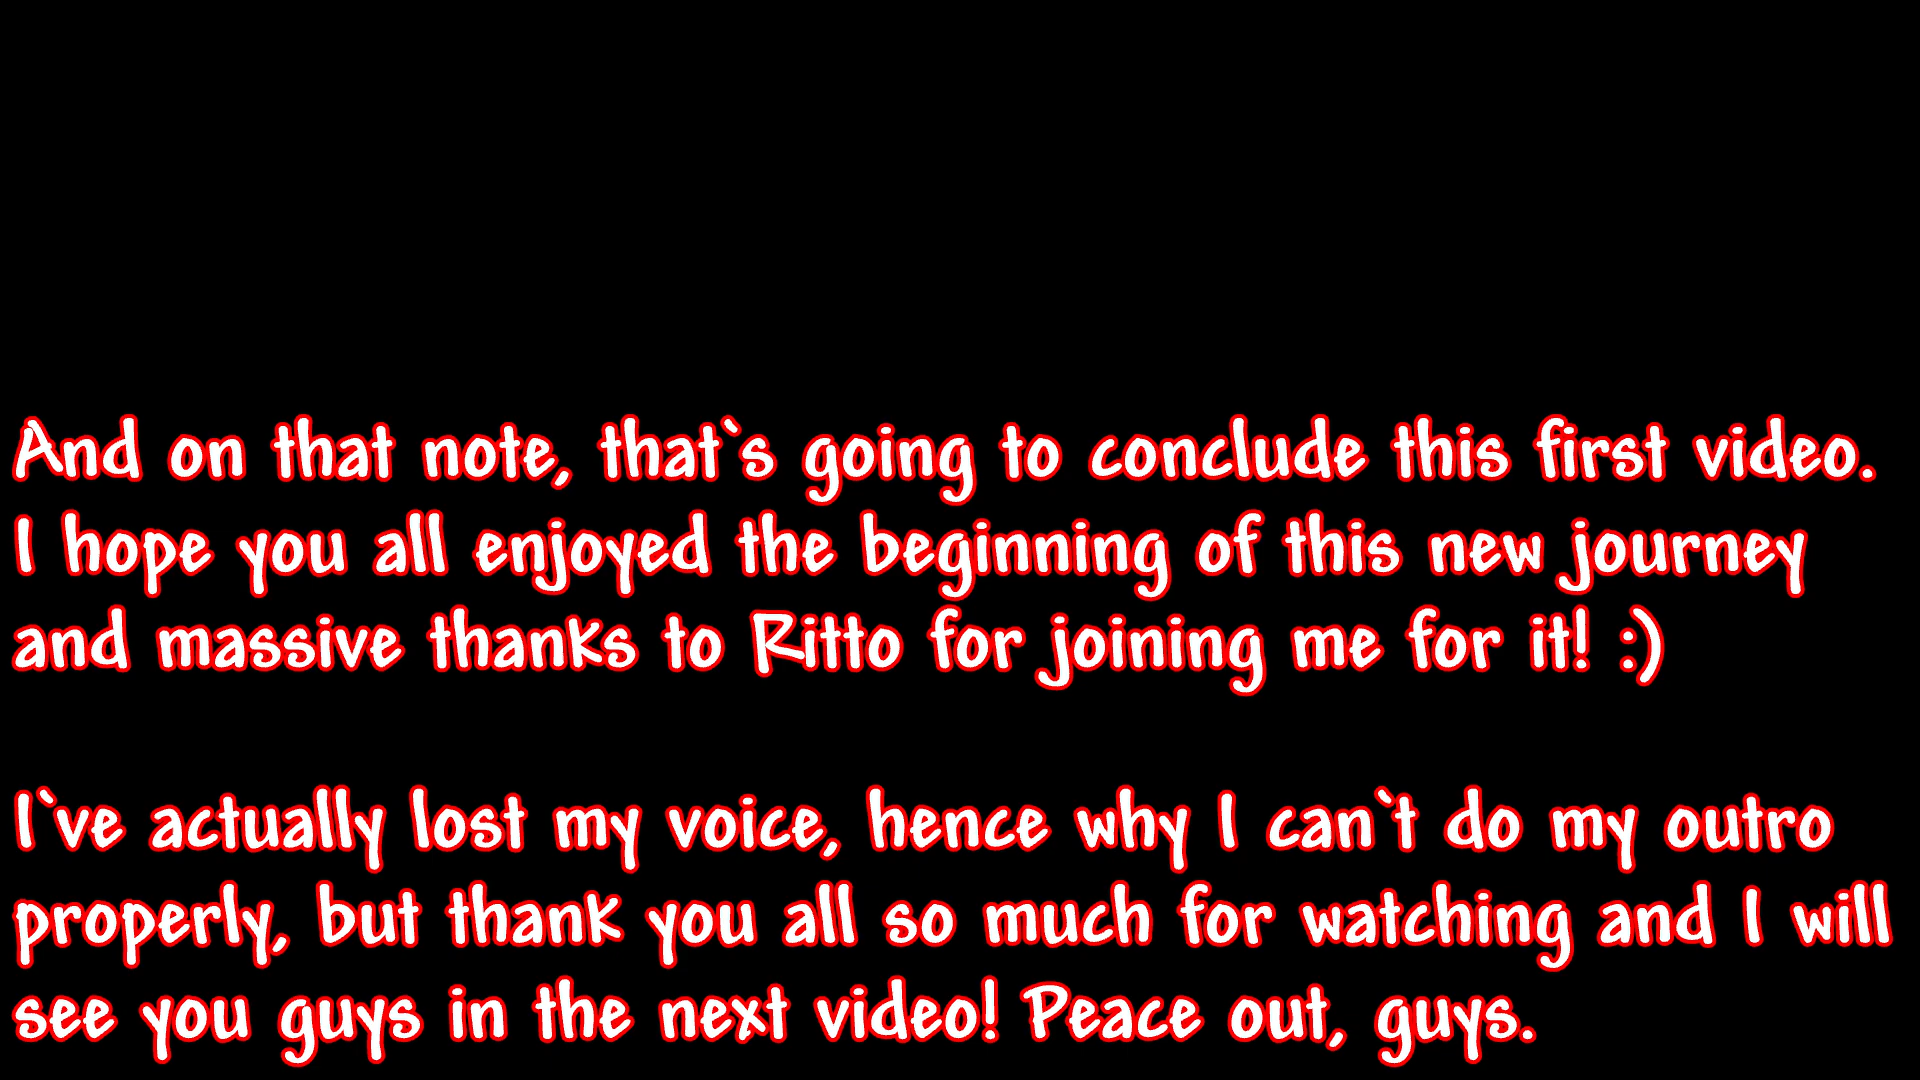 And on that note, that`s going to conclude this first video.
I hope you all enjoyed the beginning of this new journey
and massive thanks to Ritto for joining me for it! :)
I`ve actually lost my voice, hence why I can`t do my outro
properly, but thank you all so much for watching and I will
see you guys in the next video! Peace out, guys.